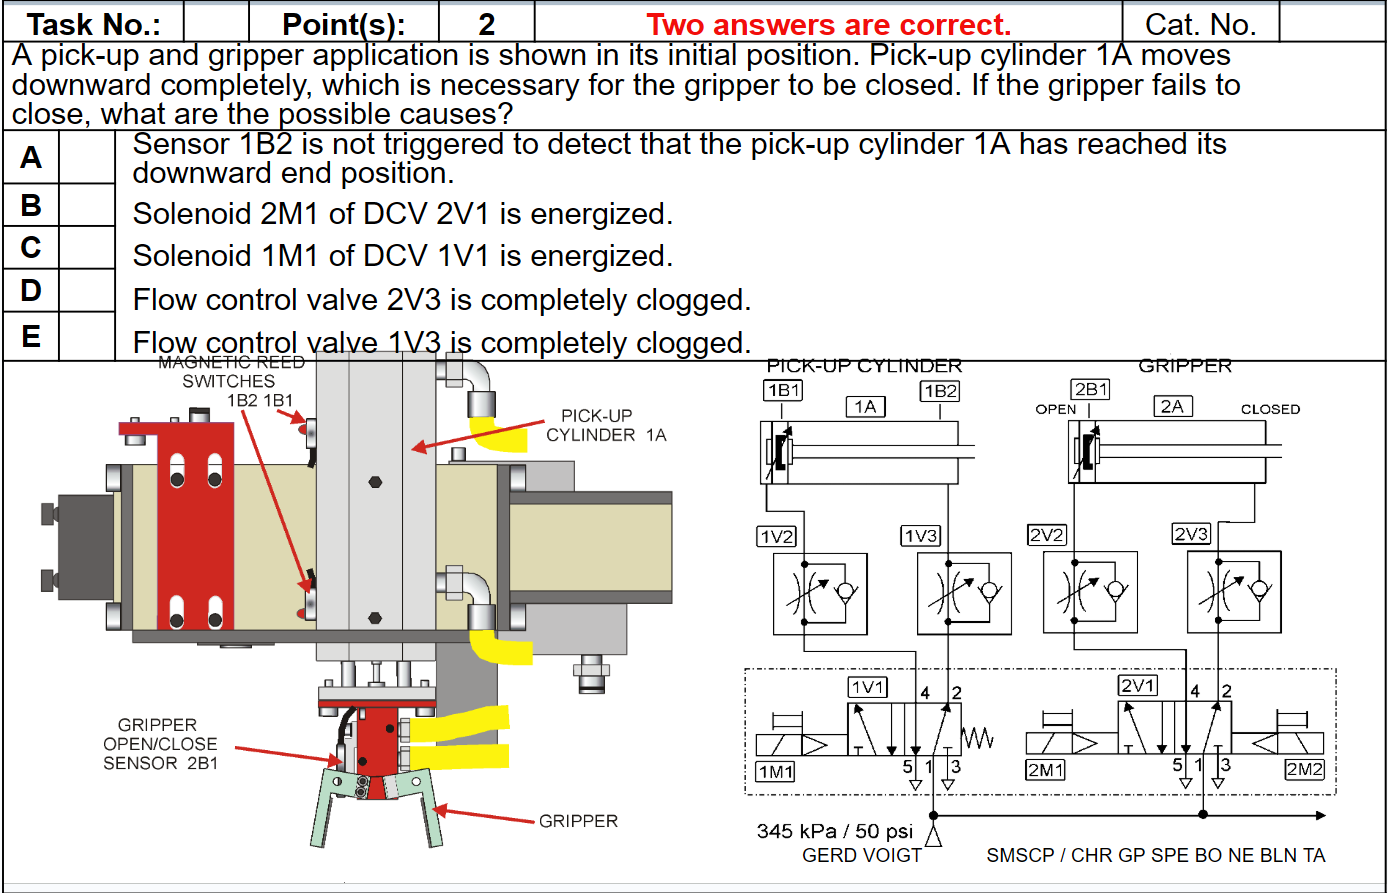 Task No.: Point(s): 2 Two answers are correct. Cat. No.
A pick-up and gripper application is shown in its initial position. Pick-up cylinder 1A moves
downward completely, which is necessary for the gripper to be closed. If the gripper fails to
close, what are the possible causes?
A Sensor 1B2 is not triggered to detect that the pick-up cylinder 1A has reached its
downward end position.
B Solenoid 2M1 of DCV 2V1 is energized.
C Solenoid 1M1 of DCV 1V1 is energized.
D Flow control valve 2V3 is completely clogged.
E Flow control valve 1V3 is completely clogged.
MAGNETIC REED
SWITCHES
1B2 1B1
PICK-UP
CYLINDER 1A
GRIPPER
OPEN/CLOSE
SENSOR 2B1
GRIPPER
PICK-UP CYLINDER GRIPPER
1B1 1B2 2B1
1A OPEN 2A CLOSED
1V2 1V3 2V2 2V3
1V1 4 2 2V1 4 2
1M1 5 1 3 2M1 5 1 3 2M2
345 kPa / 50 psi
GERD VOIGT SMSCP / CHR GP SPE BO NE BLN TA